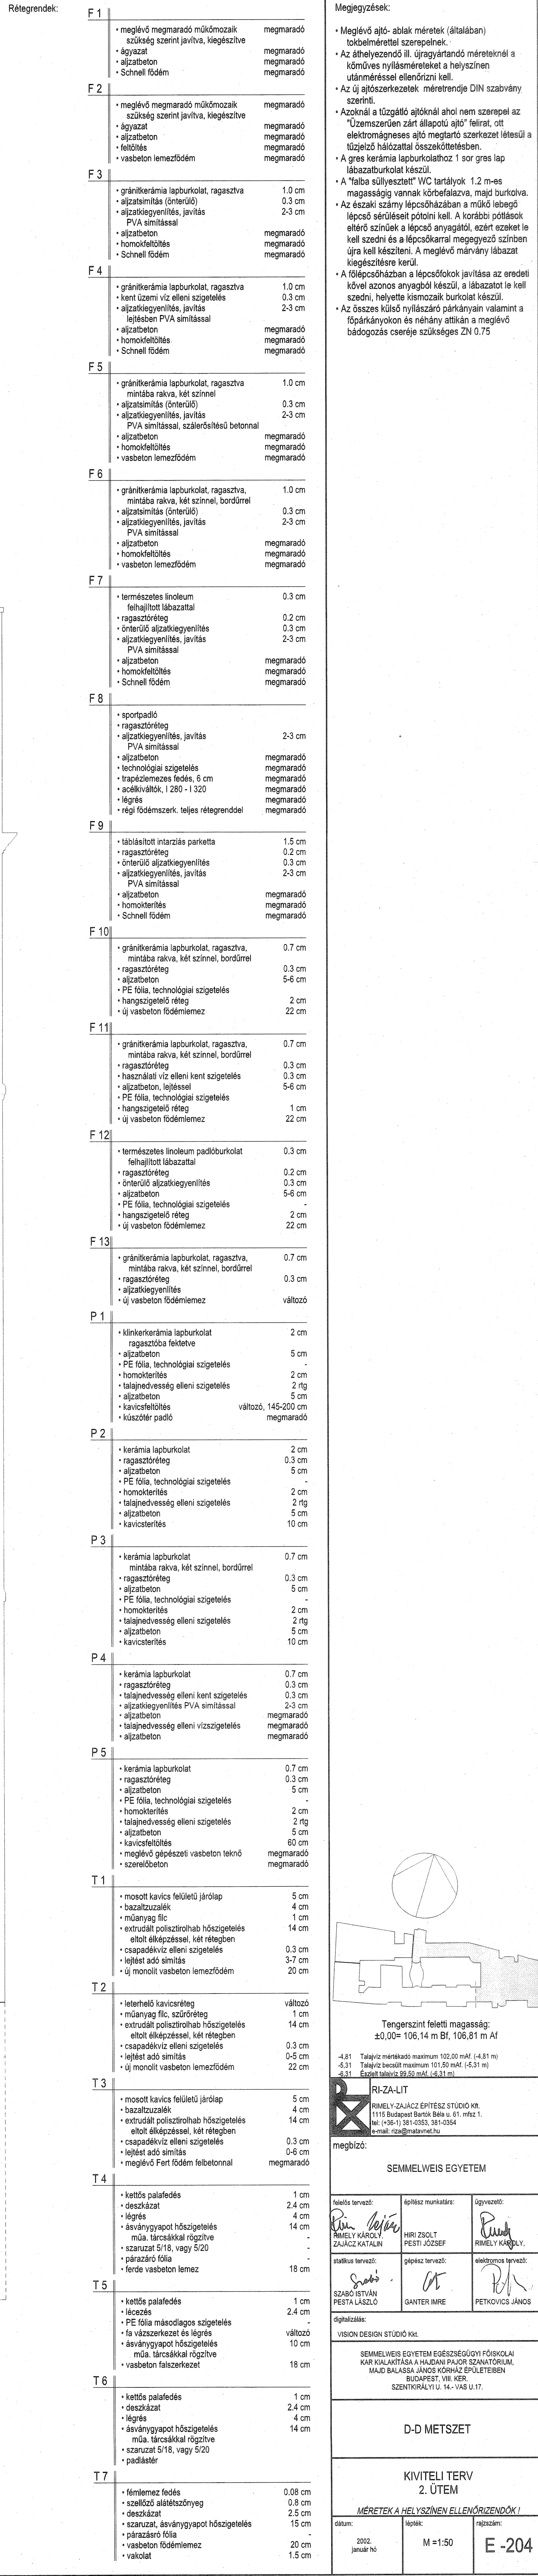 Rétegrendek:
F 1
• meglévő megmaradó műkőmozaik megmaradó
szükség szerint javítva, kiegészítve
• ágyazat megmaradó
• aljzatbeton megmaradó
• Schnell födém megmaradó
F 2
• meglévő megmaradó műkőmozaik megmaradó
szükség szerint javítva, kiegészítve
• ágyazat megmaradó
• aljzatbeton megmaradó
• feltöltés megmaradó
• vasbeton lemezfödém megmaradó
F 3
• gránitkerámia lapburkolat, ragasztva 1.0 cm
• aljzatsimítás (önterülő) 0.3 cm
• aljzatkiegyenlítés, javítás 2-3 cm
PVA simítással
• aljzatbeton megmaradó
• homokfeltöltés megmaradó
• Schnell födém megmaradó
F 4
• gránitkerámia lapburkolat, ragasztva 1.0 cm
• kent üzemi víz elleni szigetelés 0.3 cm
• aljzatkiegyenlítés, javítás 2-3 cm
lejtésben PVA simítással
• aljzatbeton megmaradó
• homokfeltöltés megmaradó
• Schnell födém megmaradó
F 5
• gránitkerámia lapburkolat, ragasztva 1.0 cm
mintába rakva, két színnel
• aljzatsimítás (önterülő) 0.3 cm
• aljzatkiegyenlítés, javítás 2-3 cm
PVA simítással, szálerősítésű betonnal
• aljzatbeton megmaradó
• homokfeltöltés megmaradó
• vasbeton lemezfödém megmaradó
F 6
• gránitkerámia lapburkolat, ragasztva, 1.0 cm
mintába rakva, két színnel, bordűrrel
• aljzatsimítás (önterülő) 0.3 cm
• aljzatkiegyenlítés, javítás 2-3 cm
PVA simítással
• aljzatbeton megmaradó
• homokfeltöltés megmaradó
• vasbeton lemezfödém megmaradó
F 7
• természetes linoleum 0.3 cm
felhajlított lábazattal
• ragasztóréteg 0.2 cm
• önterülő aljzatkiegyenlítés 0.3 cm
• aljzatkiegyenlítés, javítás 2-3 cm
PVA simítással
• aljzatbeton megmaradó
• homokfeltöltés megmaradó
• Schnell födém megmaradó
F 8
• sportpadló
• ragasztóréteg
• aljzatkiegyenlítés, javítás 2-3 cm
PVA simítással
• aljzatbeton megmaradó
• technológiai szigetelés megmaradó
• trapézlemezes fedés, 6 cm megmaradó
• acélkiváltók, I 280 - I 320 megmaradó
• légrés megmaradó
• régi födémszerk. teljes rétegrenddel megmaradó
F 9
• táblásított intarziás parketta 1.5 cm
• ragasztóréteg 0.2 cm
• önterülő aljzatkiegyenlítés 0.3 cm
• aljzatkiegyenlítés, javítás 2-3 cm
PVA simítással
• aljzatbeton megmaradó
• homokterítés megmaradó
• Schnell födém megmaradó
F 10
• gránitkerámia lapburkolat, ragasztva, 0.7 cm
mintába rakva, két színnel, bordűrrel
• ragasztóréteg 0.3 cm
• aljzatbeton 5-6 cm
• PE fólia, technológiai szigetelés
• hangszigetelő réteg 2 cm
• új vasbeton födémlemez 22 cm
F 11
• gránitkerámia lapburkolat, ragasztva, 0.7 cm
mintába rakva, két színnel, bordűrrel
• ragasztóréteg 0.3 cm
• használati víz elleni kent szigetelés 0.3 cm
• aljzatbeton, lejtéssel 5-6 cm
• PE fólia, technológiai szigetelés
• hangszigetelő réteg 1 cm
• új vasbeton födémlemez 22 cm
F 12
• természetes linoleum padlóburkolat 0.3 cm
felhajlított lábazattal
• ragasztóréteg 0.2 cm
• önterülő aljzatkiegyenlítés 0.3 cm
• aljzatbeton 5-6 cm
• PE fólia, technológiai szigetelés -
• hangszigetelő réteg 2 cm
• új vasbeton födémlemez 22 cm
F 13
• gránitkerámia lapburkolat, ragasztva, 0.7 cm
mintába rakva, két színnel, bordűrrel
• ragasztóréteg 0.3 cm
• aljzatkiegyenlítés
• új vasbeton födémlemez változó
P 1
• klinkerkerámia lapburkolat 2 cm
ragasztóba fektetve
• aljzatbeton 5 cm
• PE fólia, technológiai szigetelés -
• homokterítés 2 cm
• talajnedvesség elleni szigetelés 2 rtg
• aljzatbeton 5 cm
• kavicsfeltöltés változó, 145-200 cm
• kúszótér padló megmaradó
P 2
• kerámia lapburkolat 2 cm
• ragasztóréteg 0.3 cm
• aljzatbeton 5 cm
• PE fólia, technológiai szigetelés -
• homokterítés 2 cm
• talajnedvesség elleni szigetelés 2 rtg
• aljzatbeton 5 cm
• kavicsterítés 10 cm
P 3
• kerámia lapburkolat 0.7 cm
mintába rakva, két színnel, bordűrrel
• ragasztóréteg 0.3 cm
• aljzatbeton 5 cm
• PE fólia, technológiai szigetelés -
• homokterítés 2 cm
• talajnedvesség elleni szigetelés 2 rtg
• aljzatbeton 5 cm
• kavicsterítés 10 cm
P 4
• kerámia lapburkolat 0.7 cm
• ragasztóréteg 0.3 cm
• talajnedvesség elleni kent szigetelés 0.3 cm
• aljzatkiegyenlítés PVA simítással 2-3 cm
• aljzatbeton megmaradó
• talajnedvesség elleni vízszigetelés megmaradó
• aljzatbeton megmaradó
P 5
• kerámia lapburkolat 0.7 cm
• ragasztóréteg 0.3 cm
• aljzatbeton 5 cm
• PE fólia, technológiai szigetelés -
• homokterítés 2 cm
• talajnedvesség elleni szigetelés 2 rtg
• aljzatbeton 5 cm
• kavicsfeltöltés 60 cm
• meglévő gépészeti vasbeton teknő megmaradó
• szerelőbeton megmaradó
T 1
• mosott kavics felületű járólap 5 cm
• bazaltzuzalék 4 cm
• műanyag filc 1 cm
• extrudált polisztirolhab hőszigetelés 14 cm
eltolt élképzéssel, két rétegben
• csapadékvíz elleni szigetelés 0.3 cm
• lejtést adó simítás 3-7 cm
• új monolit vasbeton lemezfödém 20 cm
T 2
• leterhelő kavicsréteg változó
• műanyag filc, szűrőréteg 1 cm
• extrudált polisztirolhab hőszigetelés 14 cm
eltolt élképzéssel, két rétegben
• csapadékvíz elleni szigetelés 0.3 cm
• lejtést adó simítás 0-5 cm
• új monolit vasbeton lemezfödém 22 cm
T 3
• mosott kavics felületű járólap 5 cm
• bazaltzuzalék 4 cm
• extrudált polisztirolhab hőszigetelés 14 cm
eltolt élképzéssel, két rétegben
• csapadékvíz elleni szigetelés 0.3 cm
• lejtést adó simítás 0-6 cm
• meglévő Fert födém felbetonnal megmaradó
T 4
• kettős palafedés 1 cm
• deszkázat 2.4 cm
• légrés 4 cm
• ásványgyapot hőszigetelés 14 cm
műa. tárcsákkal rögzítve -
• szaruzat 5/18, vagy 5/20 -
• párazáró fólia -
• ferde vasbeton lemez 18 cm
T 5
• kettős palafedés 1 cm
• lécezés 2.4 cm
• PE fólia másodlagos szigetelés -
• fa vázszerkezet és légrés változó
• ásványgyapot hőszigetelés 10 cm
műa. tárcsákkal rögzítve
• vasbeton falszerkezet 18 cm
T 6
• kettős palafedés 1 cm
• deszkázat 2.4 cm
• légrés 4 cm
• ásványgyapot hőszigetelés 14 cm
műa. tárcsákkal rögzítve
• szaruzat 5/18, vagy 5/20
• padlástér
T 7
• fémlemez fedés 0.08 cm
• szellőző alátétszőnyeg 0.8 cm
• deszkázat 2.5 cm
• szaruzat, ásványgyapot hőszigetelés 15 cm
• párazásró fólia -
• vasbeton födémlemez 20 cm
• vakolat 1.5 cm
Megjegyzések:
• Meglévő ajtó- ablak méretek (általában)
tokbelmérettel szerepelnek.
• Az áthelyezendő ill. újragyártandó méreteknél a
kőműves nyílásméreteket a helyszínen
utánméréssel ellenőrizni kell.
• Az új ajtószerkezetek méretrendje DIN szabvány
szerinti.
• Azoknál a tűzgátló ajtóknál ahol nem szerepel az
"Üzemszerűen zárt állapotú ajtó" felirat, ott
elektromágneses ajtó megtartó szerkezet létesül a
tűzjelző hálózattal összeköttetésben.
• A gres kerámia burkolatokhoz 1 sor gres lap
lábazatburkolat készül.
• A "falba süllyesztett" WC tartályok 1.2 m-es
magasságig vannak körbefalazva, majd burkolva.
• Az északi szárny lépcsőházában a műkő lebegő
lépcső sérüléseit pótolni kell. A korábbi pótlások
eltérő színűek a lépcső anyagától, ezért ezeket le
kell szedni és a lépcsőkarral megegyező színben
újra kell készíteni. A meglévő márvány lábazat
kiegészítésre kerül.
• A főlépcsőházban a lépcsőfokok javítása az eredeti
kővel azonos anyagból készül, a lábazatot le kell
szedni, helyette kismozaik burkolat készül.
• Az összes külső nyílászáró párkányain valamint a
főpárkányokon és néhány attikán a meglévő
bádogozás cseréje szükséges ZN 0.75
Tengerszint feletti magasság:
±0,00= 106,14 m Bf, 106,81 m Af
-4,81 Talajvíz mértékadó maximum 102,00 mAf. (-4,81 m)
-5,31 Talajvíz becsült maximum 101,50 mAf. (-5,31 m)
-6,31 Észlelt talajvíz 99,50 mAf. (-6,31 m)
RI-ZA-LIT
RIMELY-ZAJÁCZ ÉPÍTÉSZ STÚDIÓ Kft.
1115 Budapest Bartók Béla u. 61. mfsz 1.
tel: (+36-1) 381-0353, 381-0354
e-mail: riza@matavnet.hu
megbízó:
SEMMELWEIS EGYETEM
felelős tervező: építész munkatárs: ügyvezető:
RIMELY KÁROLY, HIRI ZSOLT RIMELY KÁROLY,
ZAJÁCZ KATALIN PESTI JÓZSEF
statikus tervező: gépész tervező: elektromos tervező:
SZABÓ ISTVÁN
PESTA LÁSZLÓ GANTER IMRE PETKOVICS JÁNOS
digitalizálás:
VISION DESIGN STÚDIÓ Kkt.
SEMMELWEIS EGYETEM EGÉSZSÉGÜGYI FŐISKOLAI
KAR KIALAKÍTÁSA A HAJDANI PAJOR SZANATÓRIUM,
MAJD BALASSA JÁNOS KÓRHÁZ ÉPÜLETEIBEN
BUDAPEST, VIII. KER.
SZENTKIRÁLYI U. 14.- VAS U.17.
D-D METSZET
KIVITELI TERV
2. ÜTEM
MÉRETEK A HELYSZÍNEN ELLENŐRIZENDŐK !
dátum: lépték: rajzszám:
2002.
január hó M =1:50 E -204